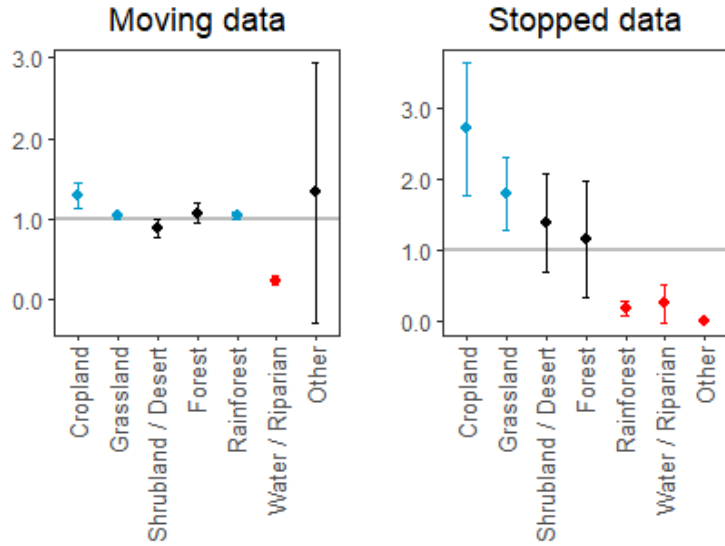 Moving data
3.0
2.0
1.0
0.0
Cropland
Grassland
Shrubland / Desert
Forest
Rainforest
Water / Riparian
Other
Stopped data
3.0
2.0
1.0
0.0
Cropland
Grassland
Shrubland / Desert
Forest
Rainforest
Water / Riparian
Other